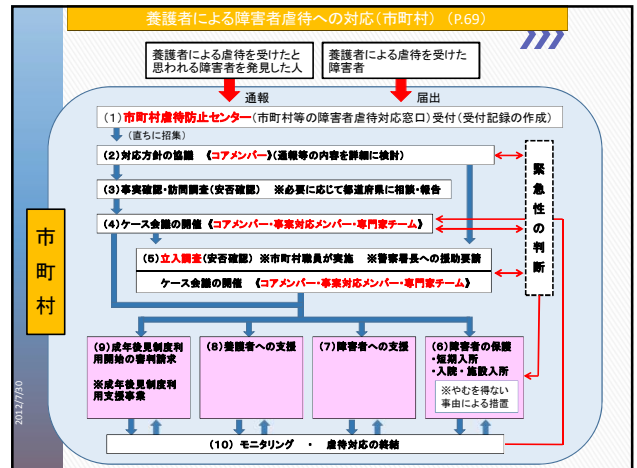 養護者による障害者虐待への対応(市町村) (P.69)
養護者による虐待を受けたと
思われる障害者を発見した人
養護者による虐待を受けた
障害者
通報
届出
(1)市町村虐待防止センター(市町村等の障害者虐待対応窓口)受付(受付記録の作成)
(直ちに招集)
(2)対応方針の協議 《コアメンバー》(通報等の内容を詳細に検討)
(3)事実確認・訪問調査(安否確認) ※必要に応じて都道府県に相談・報告
(4)ケース会議の開催 《コアメンバー・事案対応メンバー・専門家チーム》
(5)立入調査(安否確認) ※市町村職員が実施 ※警察署長への援助要請
ケース会議の開催 《コアメンバー・事案対応メンバー・専門家チーム》
緊急性の判断
市町村
(9)成年後見制度利
用開始の審判請求
※成年後見制度利
用支援事業
(8)養護者への支援
(7)障害者への支援
(6)障害者の保護
・短期入所
・入院・施設入所
※やむを得ない
事由による措置
(10) モニタリング ・ 虐待対応の終結
2012/7/30